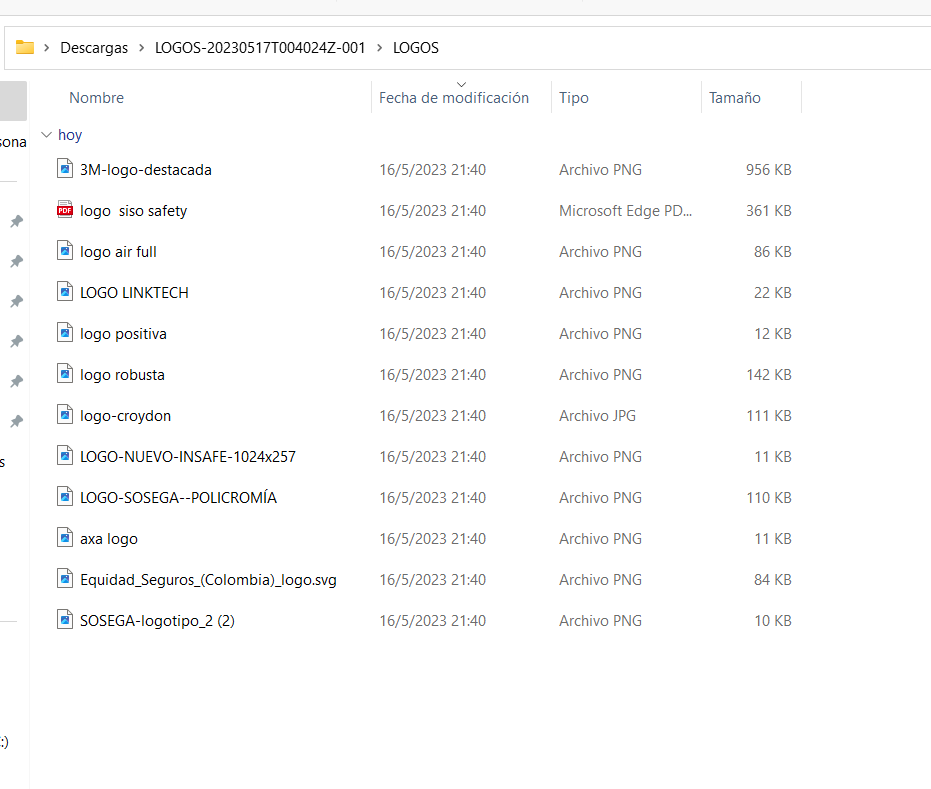 Descargas > LOGOS-20230517T004024Z-001 > LOGOS
Nombre Fecha de modificación Tipo Tamaño
sona
hoy
3M-logo-destacada 16/5/2023 21:40 Archivo PNG 956 KB
PDF logo  siso safety 16/5/2023 21:40 Microsoft Edge PD... 361 KB
logo air full 16/5/2023 21:40 Archivo PNG 86 KB
LOGO LINKTECH 16/5/2023 21:40 Archivo PNG 22 KB
logo positiva 16/5/2023 21:40 Archivo PNG 12 KB
logo robusta 16/5/2023 21:40 Archivo PNG 142 KB
logo-croydon 16/5/2023 21:40 Archivo JPG 111 KB
s
LOGO-NUEVO-INSAFE-1024x257 16/5/2023 21:40 Archivo PNG 11 KB
LOGO-SOSEGA--POLICROMÍA 16/5/2023 21:40 Archivo PNG 110 KB
axa logo 16/5/2023 21:40 Archivo PNG 11 KB
Equidad_Seguros_(Colombia)_logo.svg 16/5/2023 21:40 Archivo PNG 84 KB
SOSEGA-logotipo_2 (2) 16/5/2023 21:40 Archivo PNG 10 KB
:)